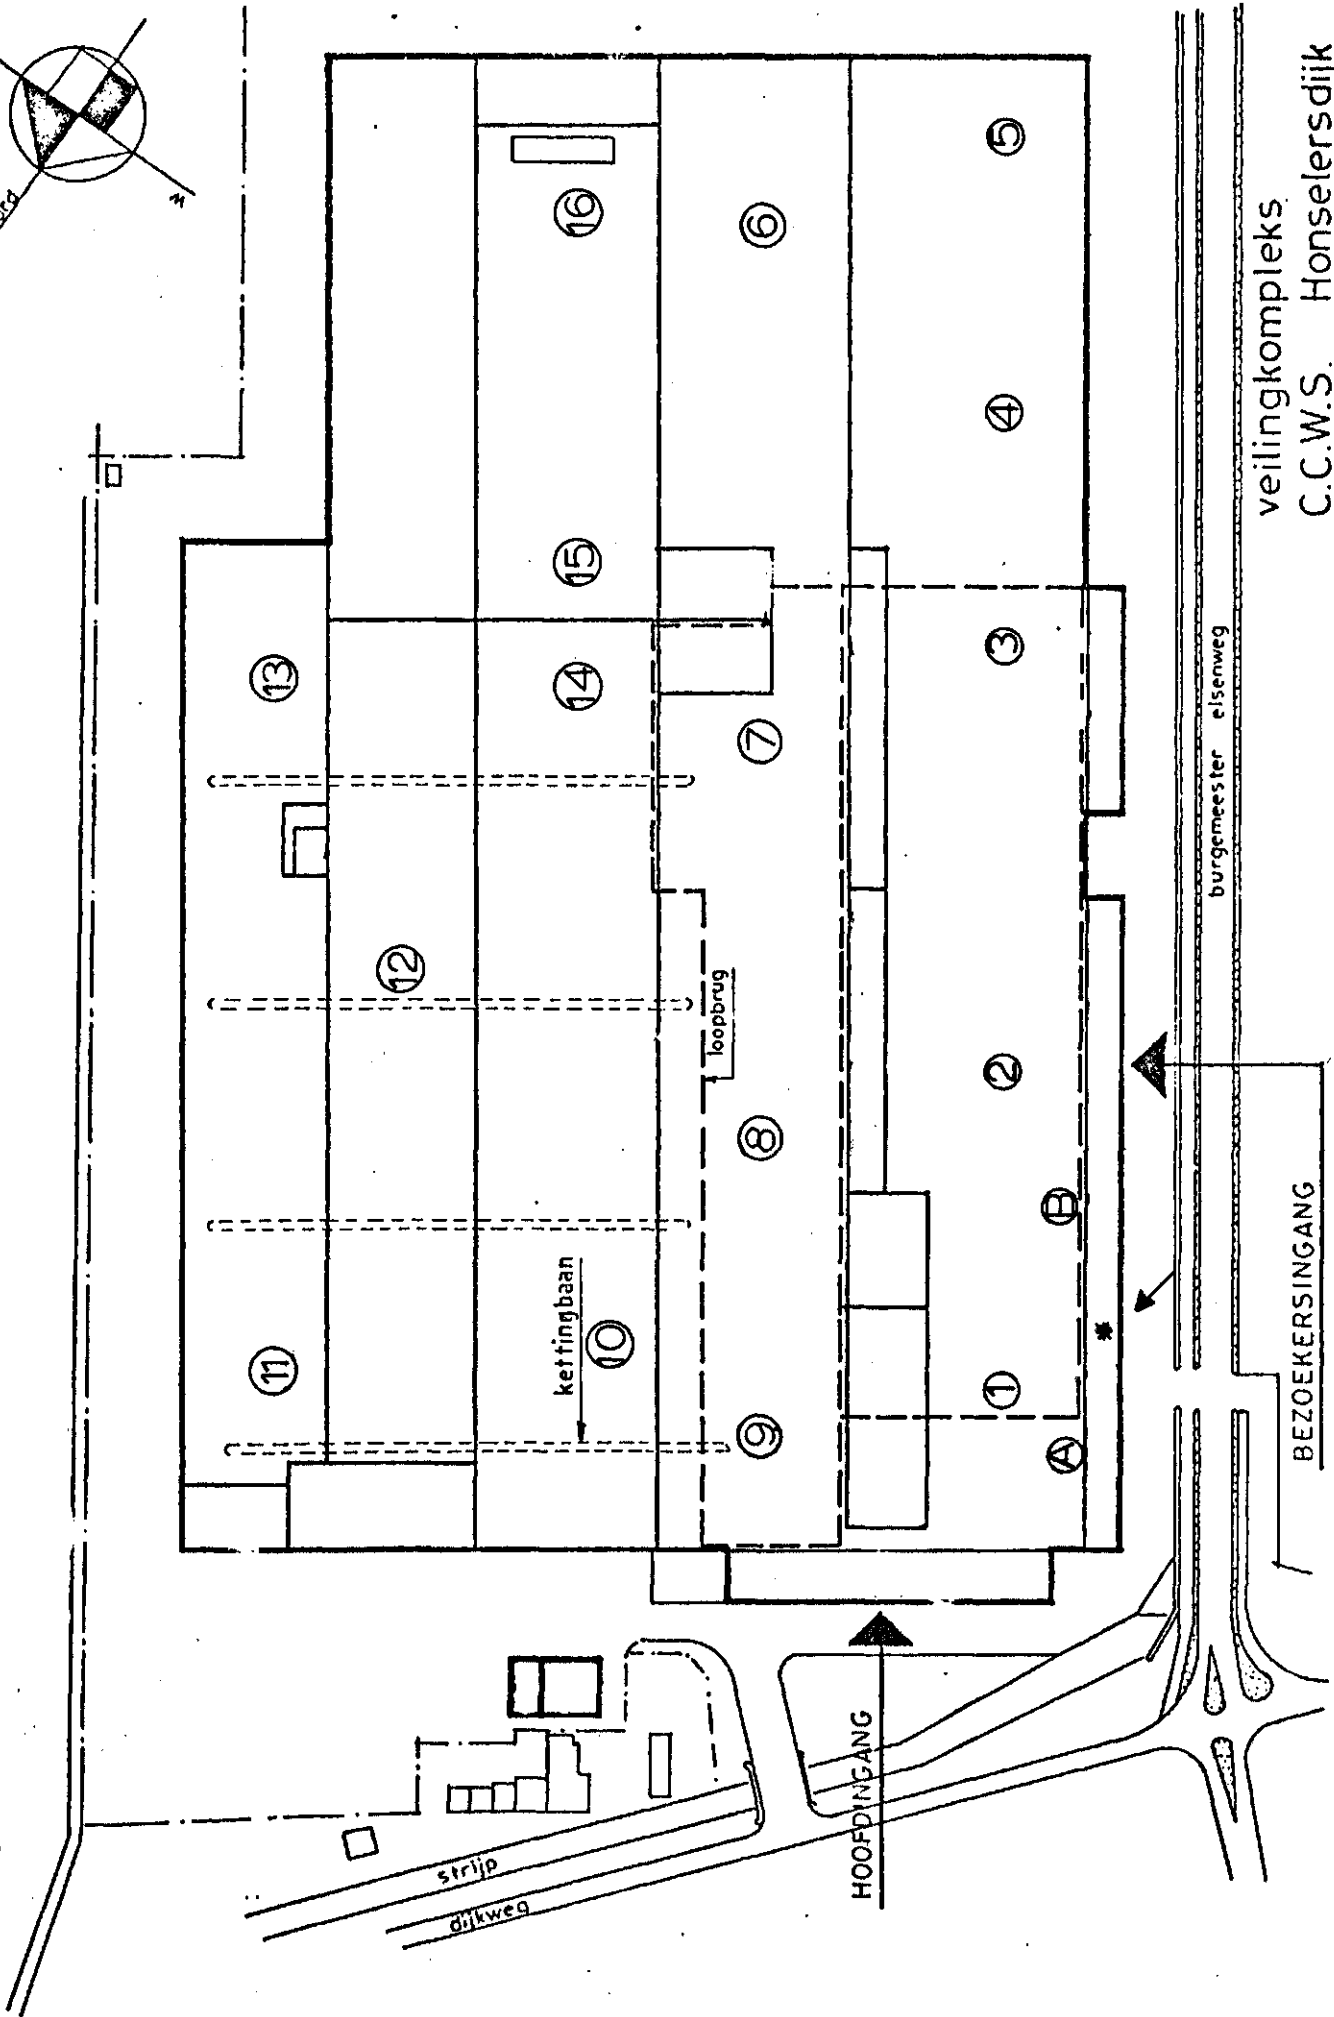 veilingkompleks
C.C.W.S. Honselersdijk
burgemeester elsenweg
BEZOEKERSINGANG
HOOFDINGANG
strijp
dijkweg
loopbrug
kettingbaan
1
2
3
4
5
6
7
8
9
10
11
12
13
14
15
16
A
B
*